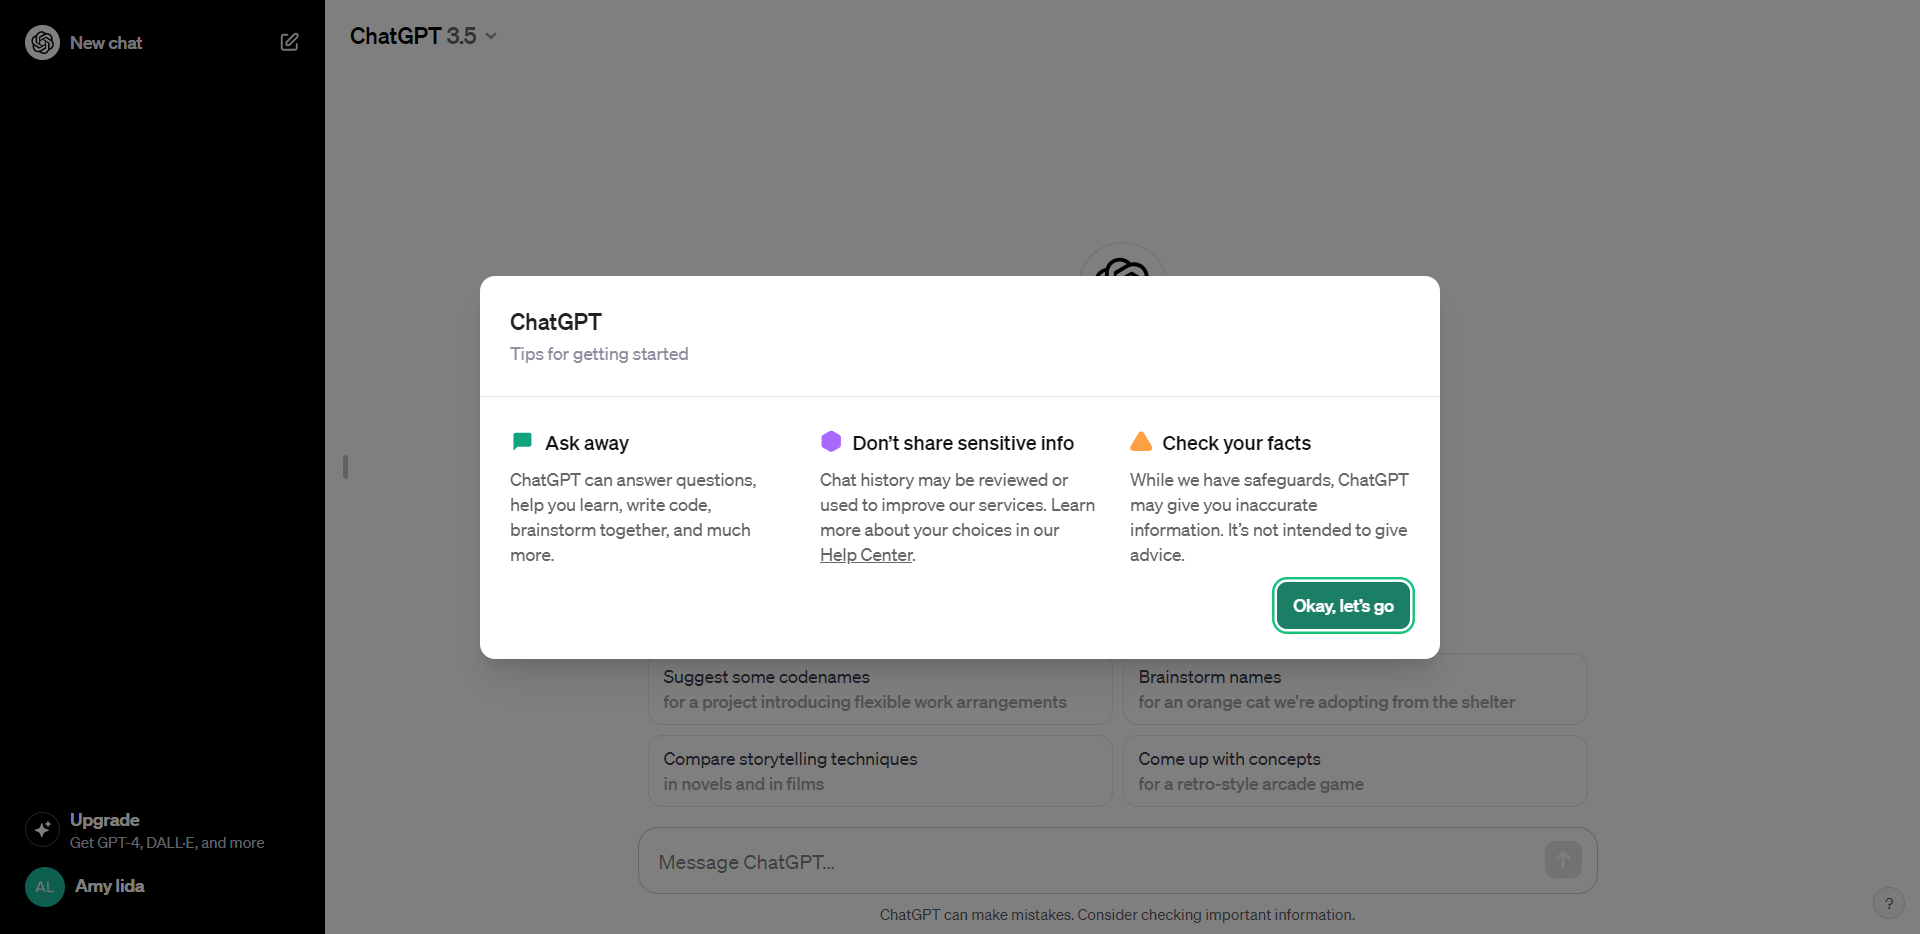 New chat
ChatGPT 3.5
ChatGPT
Tips for getting started
Ask away
ChatGPT can answer questions,
help you learn, write code,
brainstorm together, and much
more.
Don’t share sensitive info
Chat history may be reviewed or
used to improve our services. Learn
more about your choices in our
Help Center.
Check your facts
While we have safeguards, ChatGPT
may give you inaccurate
information. It’s not intended to give
advice.
Okay, let’s go
Suggest some codenames
for a project introducing flexible work arrangements
Brainstorm names
for an orange cat we're adopting from the shelter
Compare storytelling techniques
in novels and in films
Come up with concepts
for a retro-style arcade game
Upgrade
Get GPT-4, DALL·E, and more
AL
Amy lida
Message ChatGPT...
ChatGPT can make mistakes. Consider checking important information.
?